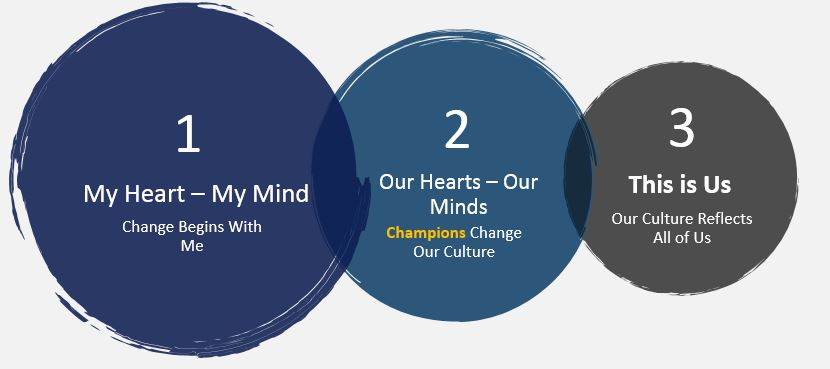 1
My Heart – My Mind
Change Begins With
Me
2
Our Hearts – Our
Minds
Champions Change
Our Culture
3
This is Us
Our Culture Reflects
All of Us